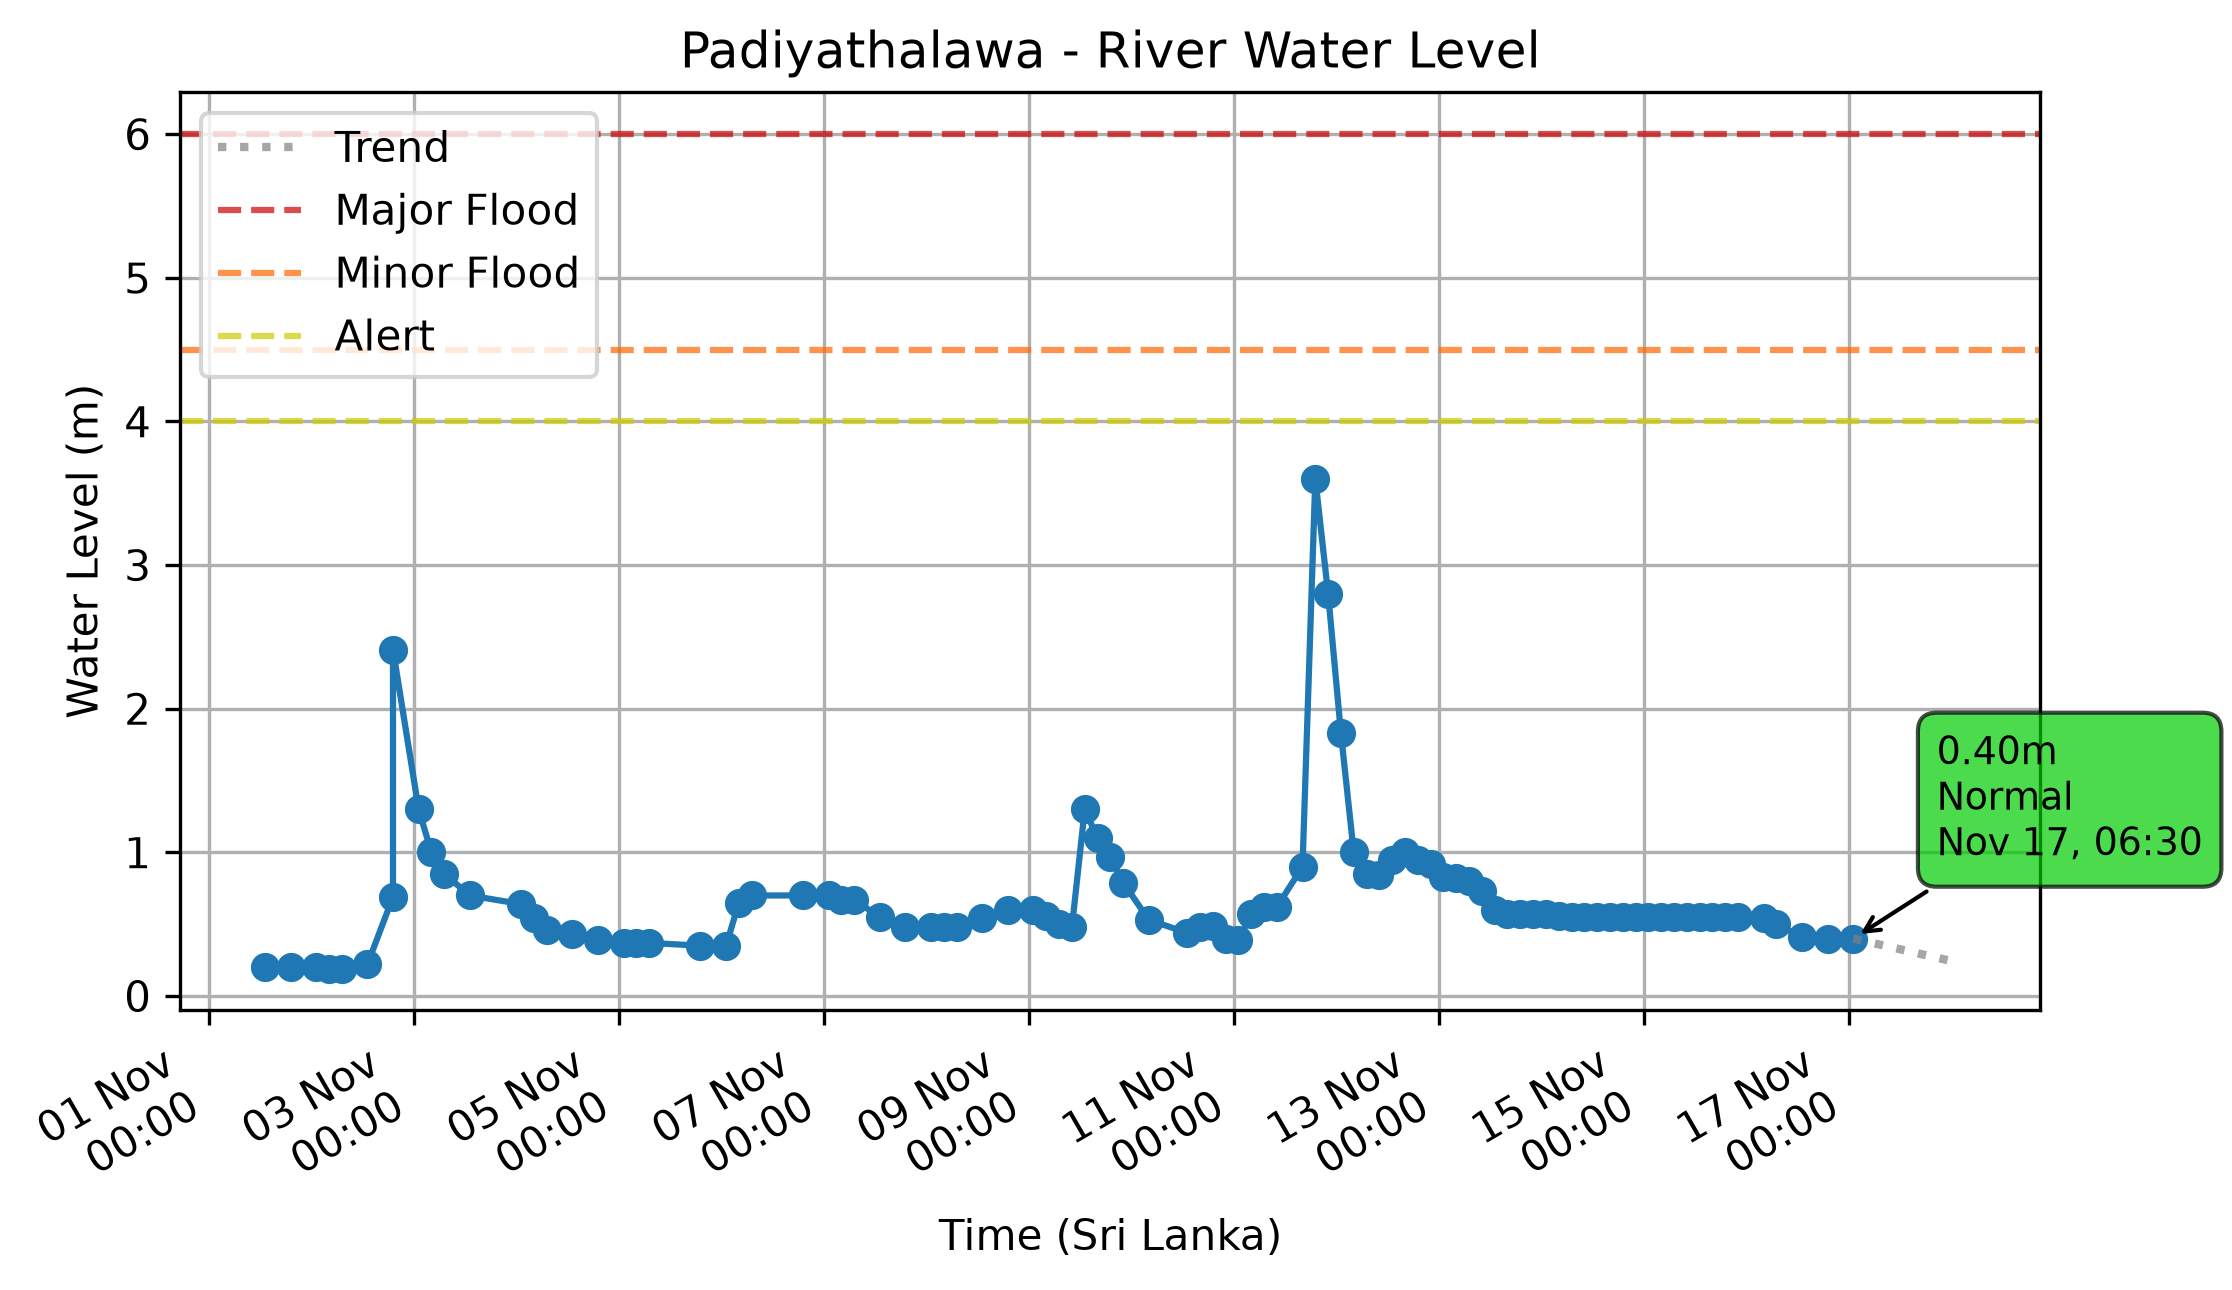 Padiyathalawa - River Water Level
Trend
Major Flood
Minor Flood
Alert
Water Level (m)
6
5
4
3
2
1
0
0.40m
Normal
Nov 17, 06:30
01 Nov
00:00
03 Nov
00:00
05 Nov
00:00
07 Nov
00:00
09 Nov
00:00
11 Nov
00:00
13 Nov
00:00
15 Nov
00:00
17 Nov
00:00
Time (Sri Lanka)